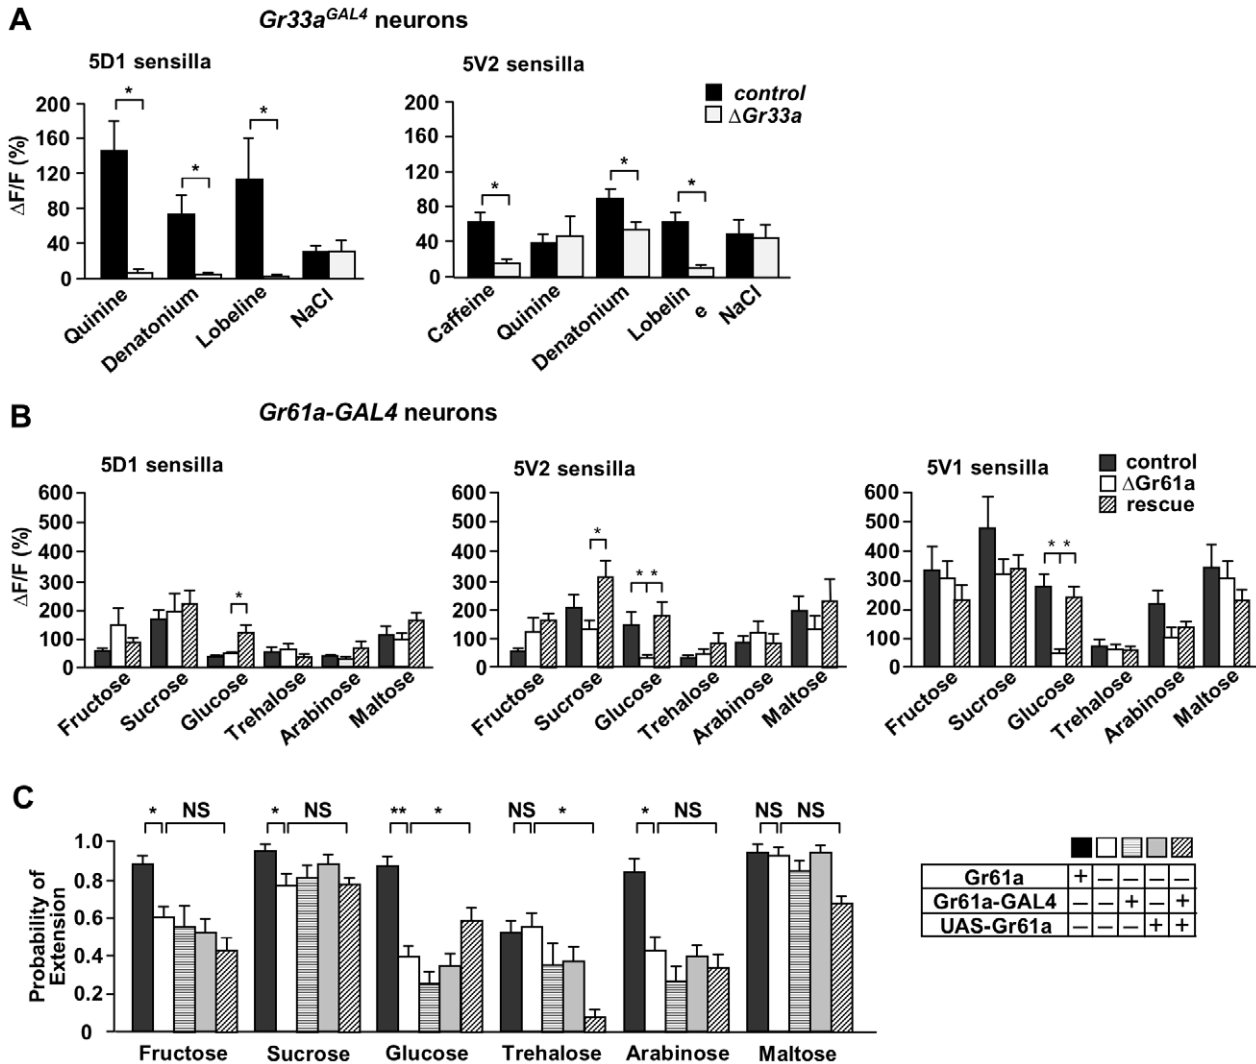 A
Gr33aGAL4 neurons
5D1 sensilla
5V2 sensilla
control
ΔGr33a
ΔF/F (%)
200
160
120
80
40
0
200
160
120
80
40
0
*
*
*
*
*
*
Quinine
Denatonium
Lobeline
NaCl
Caffeine
Quinine
Denatonium
Lobelin
e
NaCl
B
Gr61a-GAL4 neurons
5D1 sensilla
5V2 sensilla
5V1 sensilla
control
ΔGr61a
rescue
ΔF/F (%)
600
500
400
300
200
100
0
600
500
400
300
200
100
0
600
500
400
300
200
100
0
*
*
* *
* *
Fructose
Sucrose
Glucose
Trehalose
Arabinose
Maltose
Fructose
Sucrose
Glucose
Trehalose
Arabinose
Maltose
Fructose
Sucrose
Glucose
Trehalose
Arabinose
Maltose
C
* NS * NS ** * NS * * NS NS NS
Probability of
Extension
1.0
0.8
0.6
0.4
0.2
0
Fructose Sucrose Glucose Trehalose Arabinose Maltose
Gr61a + – – – –
Gr61a-GAL4 – – + – +
UAS-Gr61a – – – + +